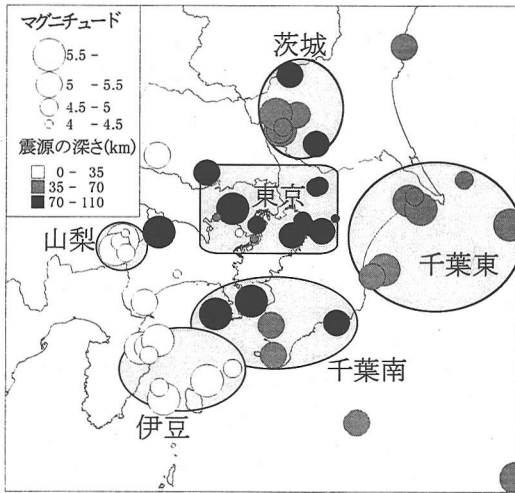 マグニチュード
5.5 -
5 - 5.5
4.5 - 5
4 - 4.5
震源の深さ(km)
0 - 35
35 - 70
70 - 110
茨城
東京
山梨
千葉東
千葉南
伊豆